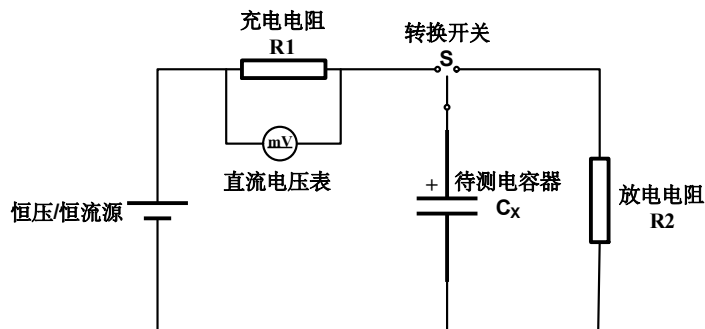 充电电阻
R1
转换开关
S
mV
直流电压表
恒压/恒流源
+
待测电容器
CX
放电电阻
R2